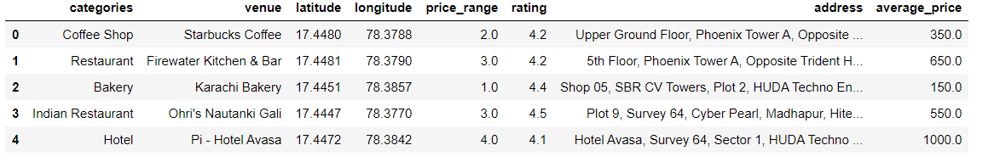 categories venue latitude longitude price_range rating address average_price
0 Coffee Shop Starbucks Coffee 17.4480 78.3788 2.0 4.2 Upper Ground Floor, Phoenix Tower A, Opposite ... 350.0
1 Restaurant Firewater Kitchen & Bar 17.4481 78.3790 3.0 4.2 5th Floor, Phoenix Tower A, Opposite Trident H... 650.0
2 Bakery Karachi Bakery 17.4451 78.3857 1.0 4.4 Shop 05, SBR CV Towers, Plot 2, HUDA Techno En... 150.0
3 Indian Restaurant Ohri's Nautanki Gali 17.4447 78.3770 3.0 4.5 Plot 9, Survey 64, Cyber Pearl, Madhapur, Hite... 550.0
4 Hotel Pi - Hotel Avasa 17.4472 78.3842 4.0 4.1 Hotel Avasa, Survey 64, Sector 1, HUDA Techno ... 1000.0